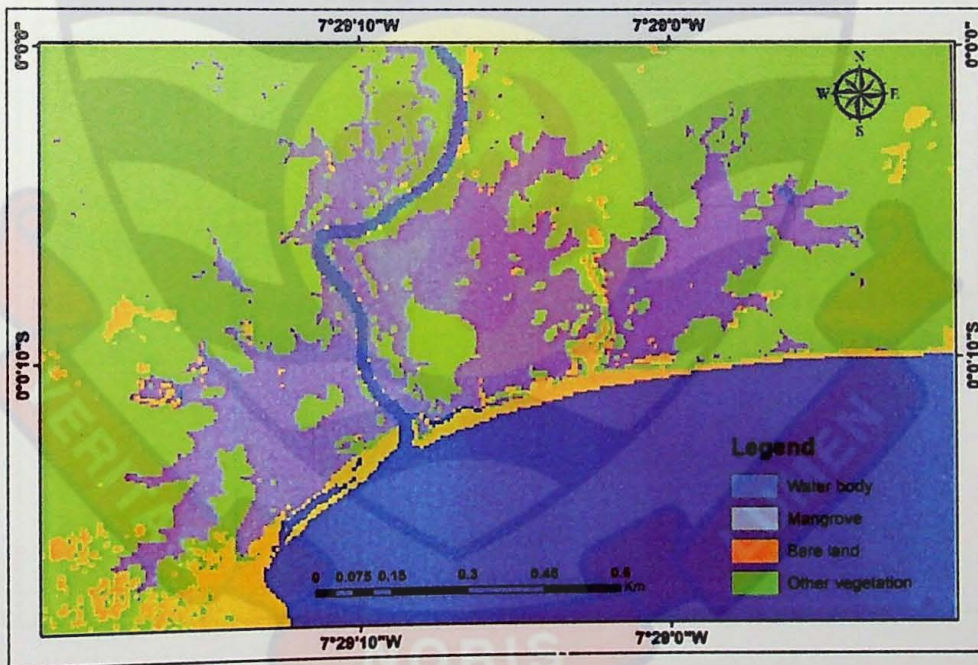 7°29'10"W 7°29'0"W
0°0'0" 0°0'0"
N
W E
S
0°0'10"S 0°0'10"S
Legend
Water body
Mangrove
Bare land
Other vegetation
0 0.075 0.15 0.3 0.45 0.6
Km
7°29'10"W 7°29'0"W
VERITA
NOBIS